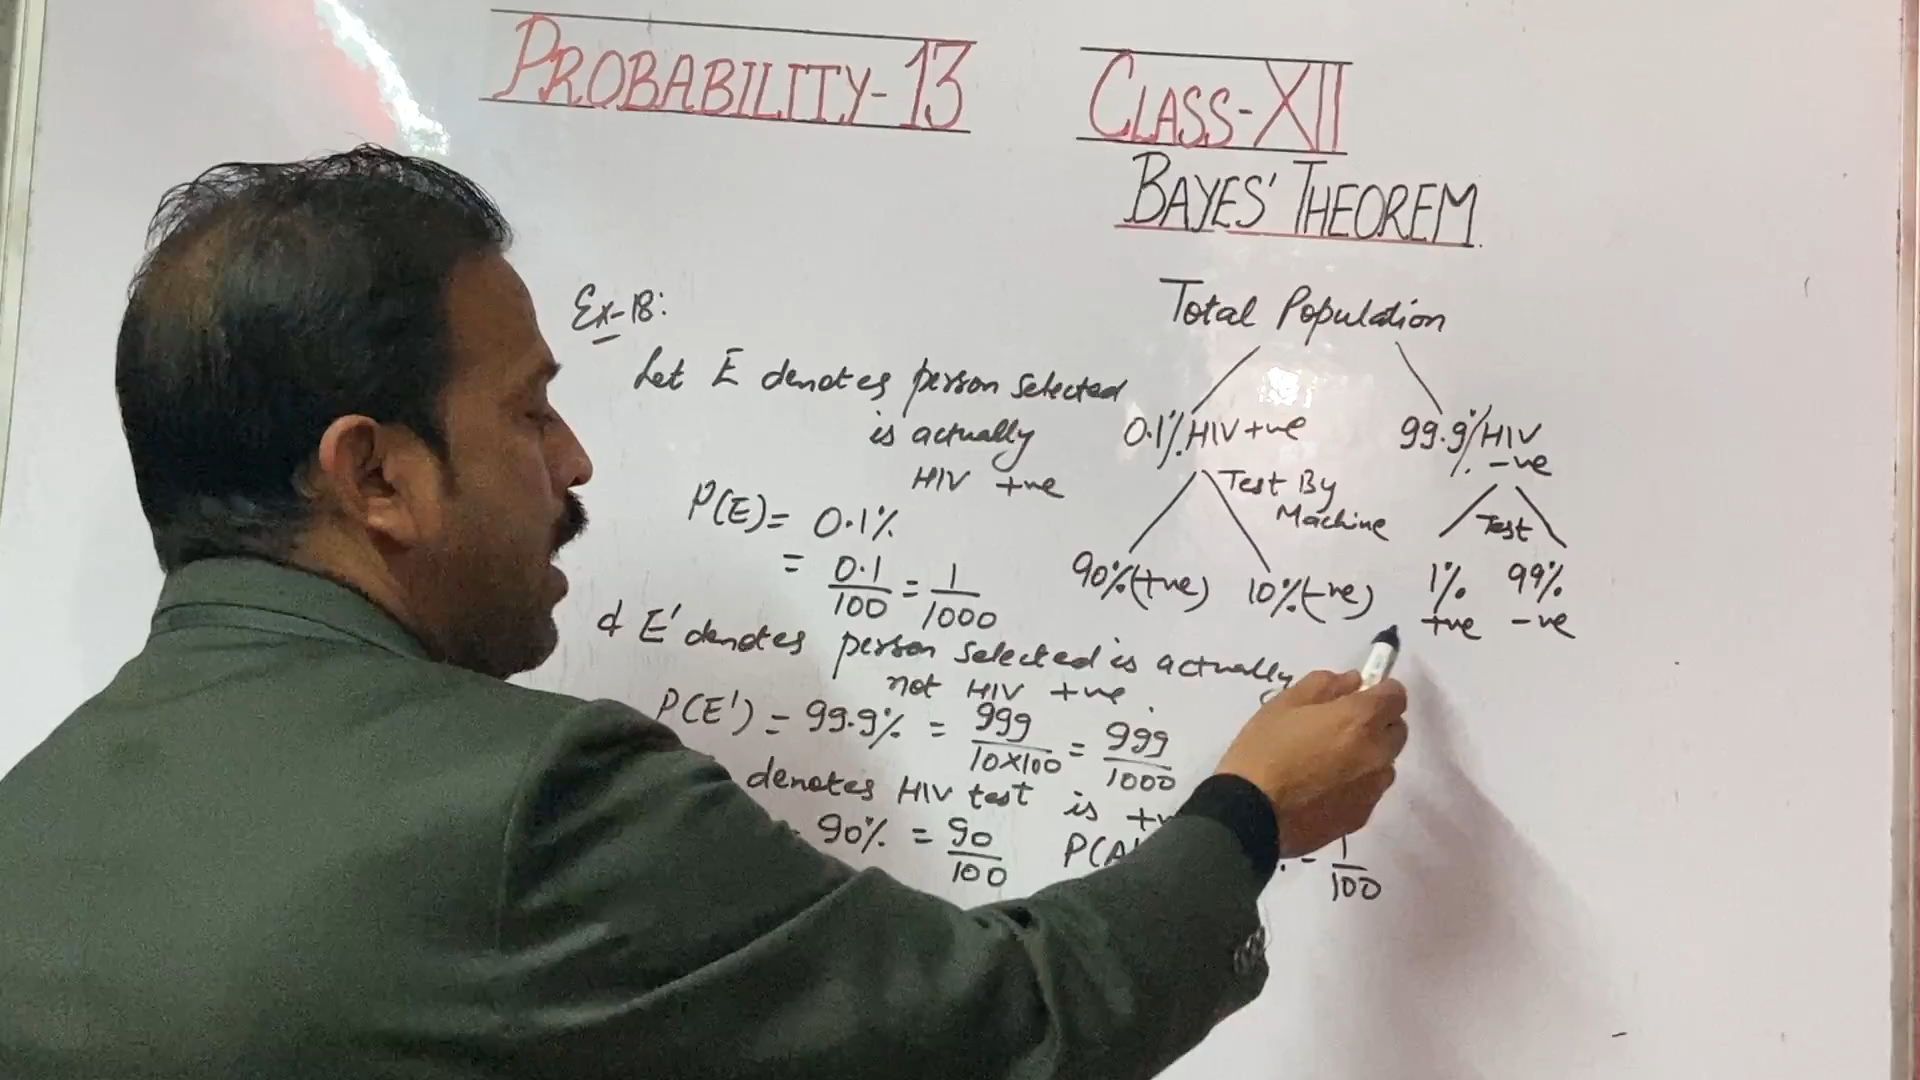 PROBABILITY-13
CLASS-XII
BAYES' THEOREM.
Ex-18:
Let E denotes person selected
is actually
HIV +ve
P(E) = 0.1%
= 0.1/100 = 1/1000
& E' denotes person selected is actually
not HIV +ve
P(E') = 99.9% = 999/10×100 = 999/1000
denotes HIV test is
90% = 90/100
P(A
= 1/100
Total Population
0.1% HIV +ve
99.9% HIV
-ve
Test By
Machine
Test
90% (+ve)
10% (-ve)
1%
+ve
99%
-ve